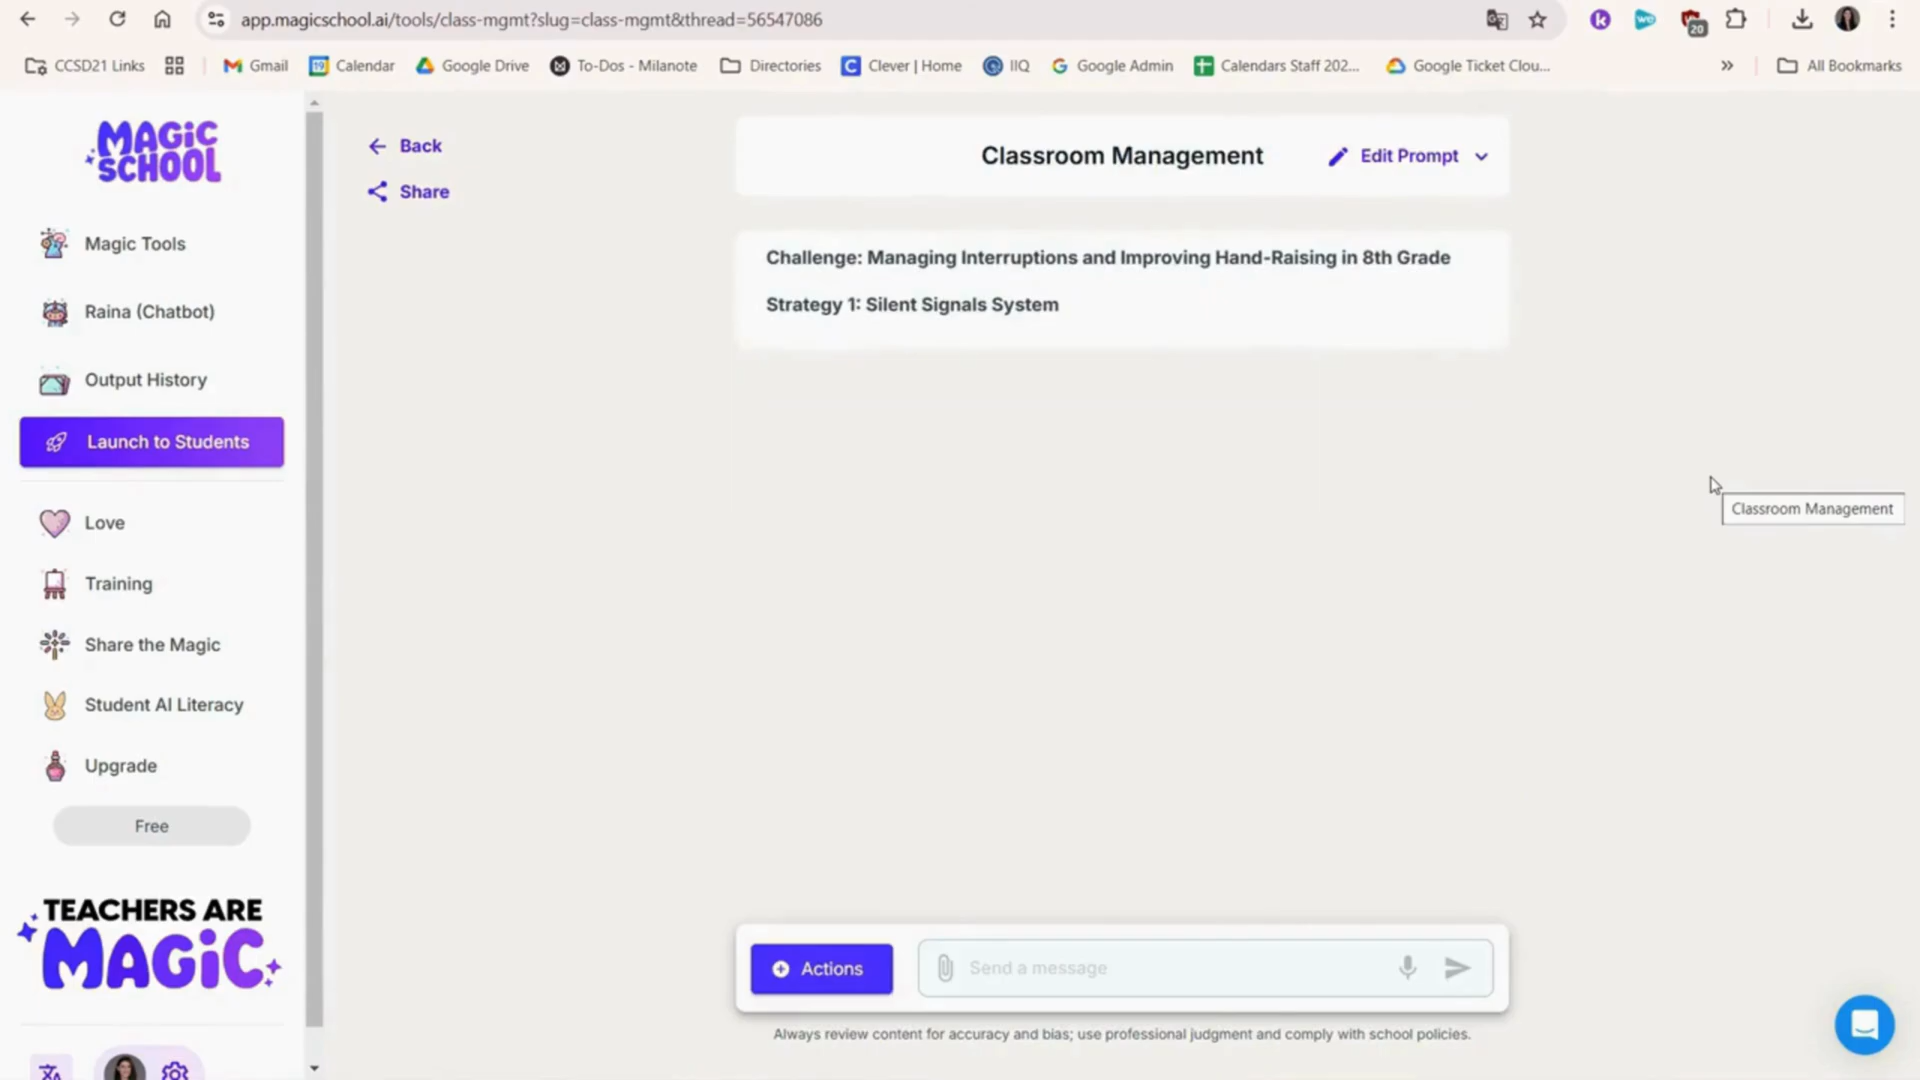 app.magicschool.ai/tools/class-mgmt?slug=class-mgmt&thread=56547086
20
CCSD21 Links
Gmail
19
Calendar
Google Drive
To-Dos - Milanote
Directories
Clever | Home
IIQ
Google Admin
Calendars Staff 202...
Google Ticket Clou...
All Bookmarks
MAGiC
SCHOOL
Magic Tools
Raina (Chatbot)
Output History
Launch to Students
Love
Training
Share the Magic
Student AI Literacy
Upgrade
Free
TEACHERS ARE
MAGiC
Back
Share
Classroom Management
Edit Prompt
Challenge: Managing Interruptions and Improving Hand-Raising in 8th Grade
Strategy 1: Silent Signals System
Classroom Management
Actions
Send a message
Always review content for accuracy and bias; use professional judgment and comply with school policies.